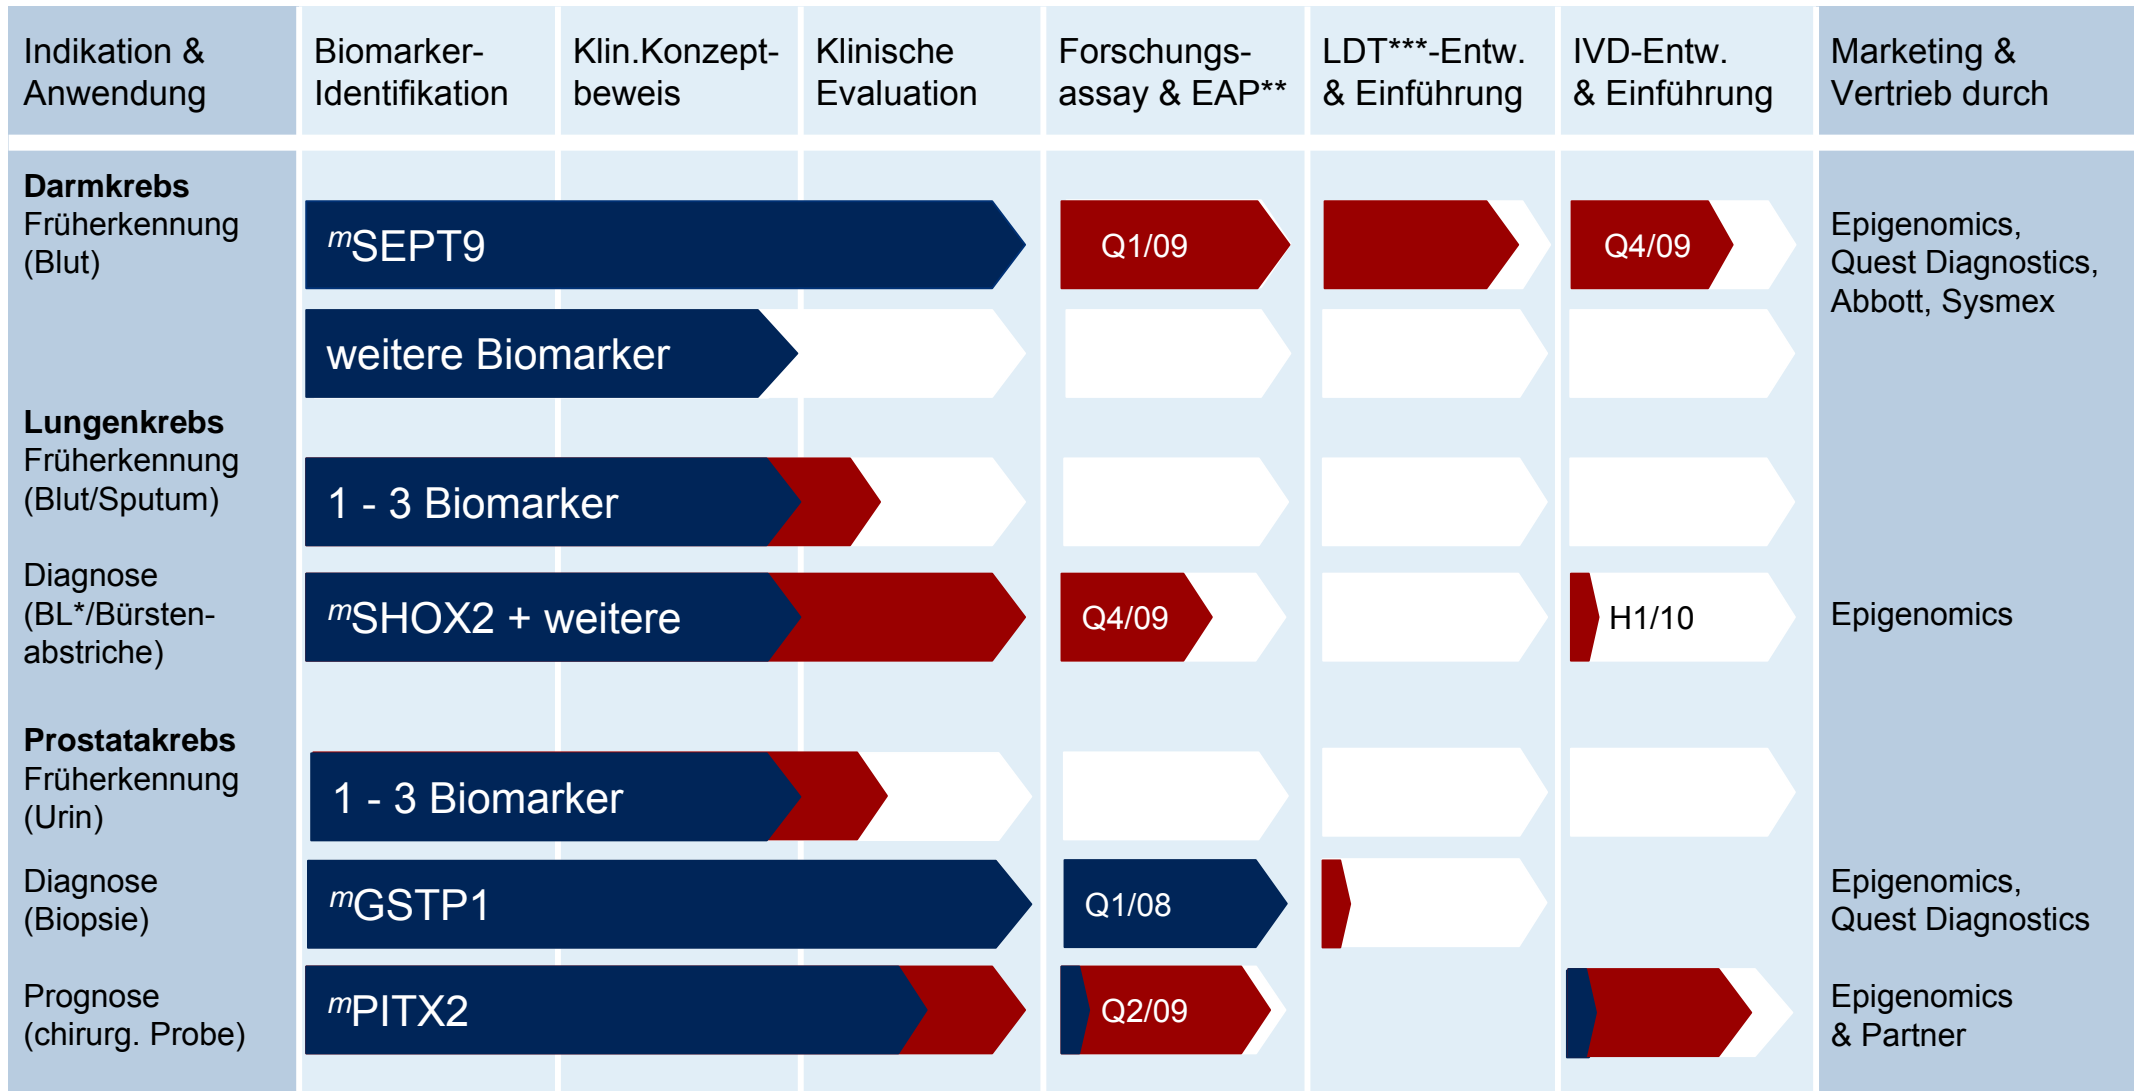 Indikation &
Anwendung
Biomarker-
Identifikation
Klin.Konzept-
beweis
Klinische
Evaluation
Forschungs-
assay & EAP**
LDT***-Entw.
& Einführung
IVD-Entw.
& Einführung
Marketing &
Vertrieb durch
Darmkrebs
Früherkennung
(Blut)
mSEPT9
Q1/09
Q4/09
Epigenomics,
Quest Diagnostics,
Abbott, Sysmex
weitere Biomarker
Lungenkrebs
Früherkennung
(Blut/Sputum)
1 - 3 Biomarker
Diagnose
(BL*/Bürsten-
abstriche)
mSHOX2 + weitere
Q4/09
H1/10
Epigenomics
Prostatakrebs
Früherkennung
(Urin)
1 - 3 Biomarker
Diagnose
(Biopsie)
mGSTP1
Q1/08
Epigenomics,
Quest Diagnostics
Prognose
(chirurg. Probe)
mPITX2
Q2/09
Epigenomics
& Partner